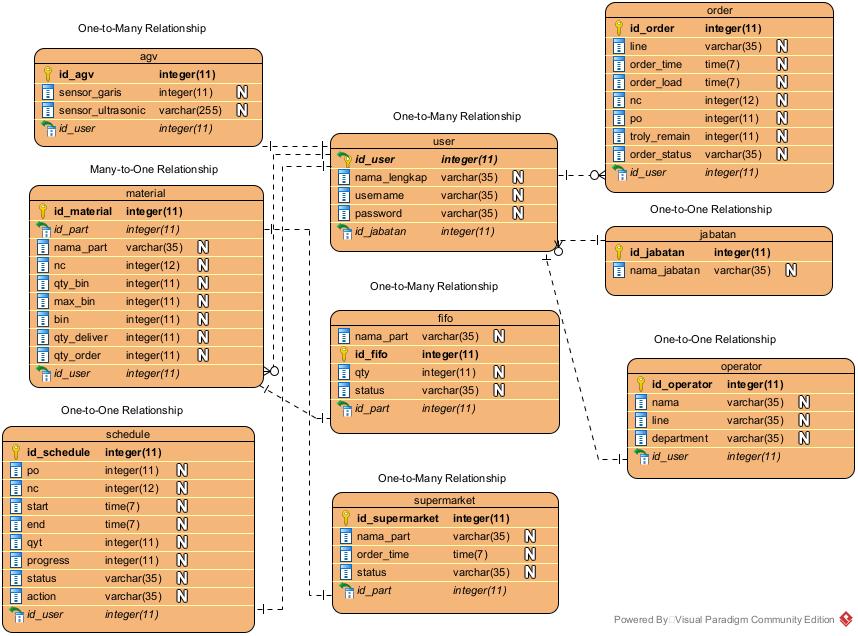 One-to-Many Relationship
agv
id_agv integer(11)
sensor_garis integer(11) N
sensor_ultrasonic varchar(255) N
id_user integer(11)
Many-to-One Relationship
material
id_material integer(11)
id_part integer(11)
nama_part varchar(35) N
nc integer(12) N
qty_bin integer(11) N
max_bin integer(11) N
bin integer(11) N
qty_deliver integer(11) N
qty_order integer(11) N
id_user integer(11)
One-to-One Relationship
schedule
id_schedule integer(11)
po integer(11) N
nc integer(12) N
start time(7) N
end time(7) N
qyt integer(11) N
progress integer(11) N
status varchar(35) N
action varchar(35) N
id_user integer(11)
One-to-Many Relationship
user
id_user integer(11)
nama_lengkap varchar(35) N
username varchar(35) N
password varchar(35) N
id_jabatan integer(11)
One-to-Many Relationship
fifo
nama_part varchar(35) N
id_fifo integer(11)
qty integer(11) N
status varchar(35) N
id_part integer(11)
One-to-Many Relationship
supermarket
id_supermarket integer(11)
nama_part varchar(35) N
order_time time(7) N
status varchar(35) N
id_part integer(11)
order
id_order integer(11)
line varchar(35) N
order_time time(7) N
order_load time(7) N
nc integer(12) N
po integer(11) N
troly_remain integer(11) N
order_status varchar(35) N
id_user integer(11)
One-to-One Relationship
jabatan
id_jabatan integer(11)
nama_jabatan varchar(35) N
One-to-One Relationship
operator
id_operator integer(11)
nama varchar(35) N
line varchar(35) N
department varchar(35) N
id_user integer(11)
Powered By Visual Paradigm Community Edition